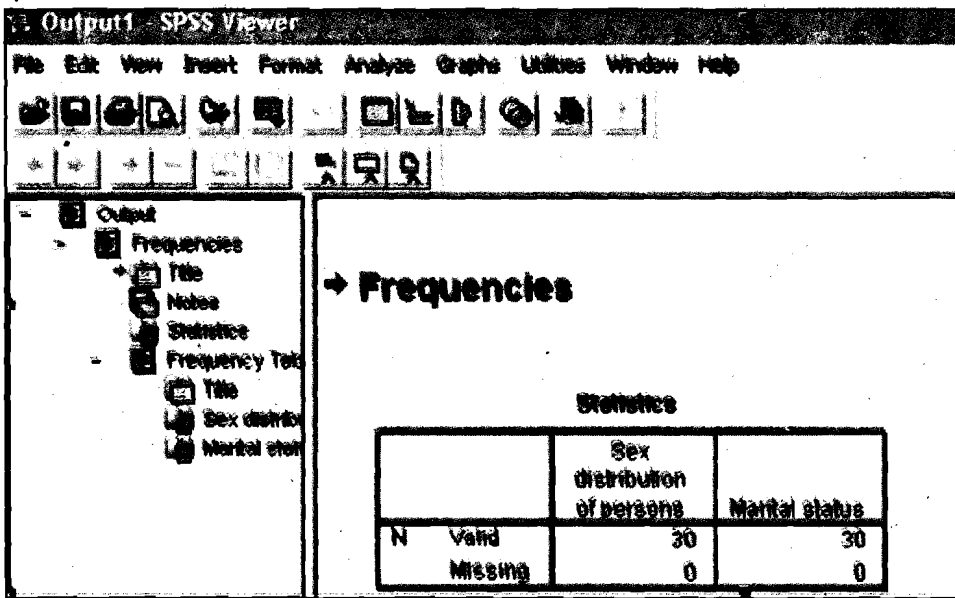 Output1 - SPSS Viewer
File Edit View Insert Format Analyze Graphs Utilities Window Help
Output
Frequencies
Title
Notes
Statistics
Frequency Tab
Title
Sex distribu
Marital stat
Frequencies
Statistics
Sex
distribution
of persons Marital status
N Valid 30 30
Missing 0 0